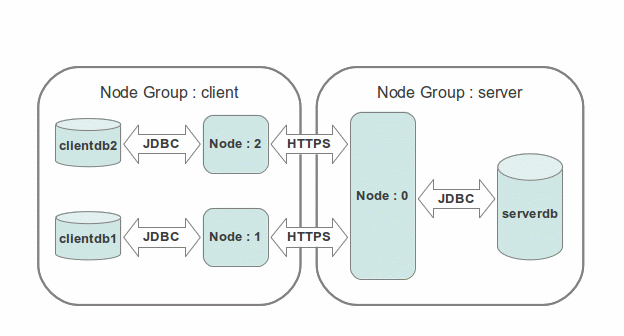 Node Group : client
Node Group : server
clientdb2
JDBC
Node : 2
HTTPS
Node : 0
JDBC
serverdb
clientdb1
JDBC
Node : 1
HTTPS